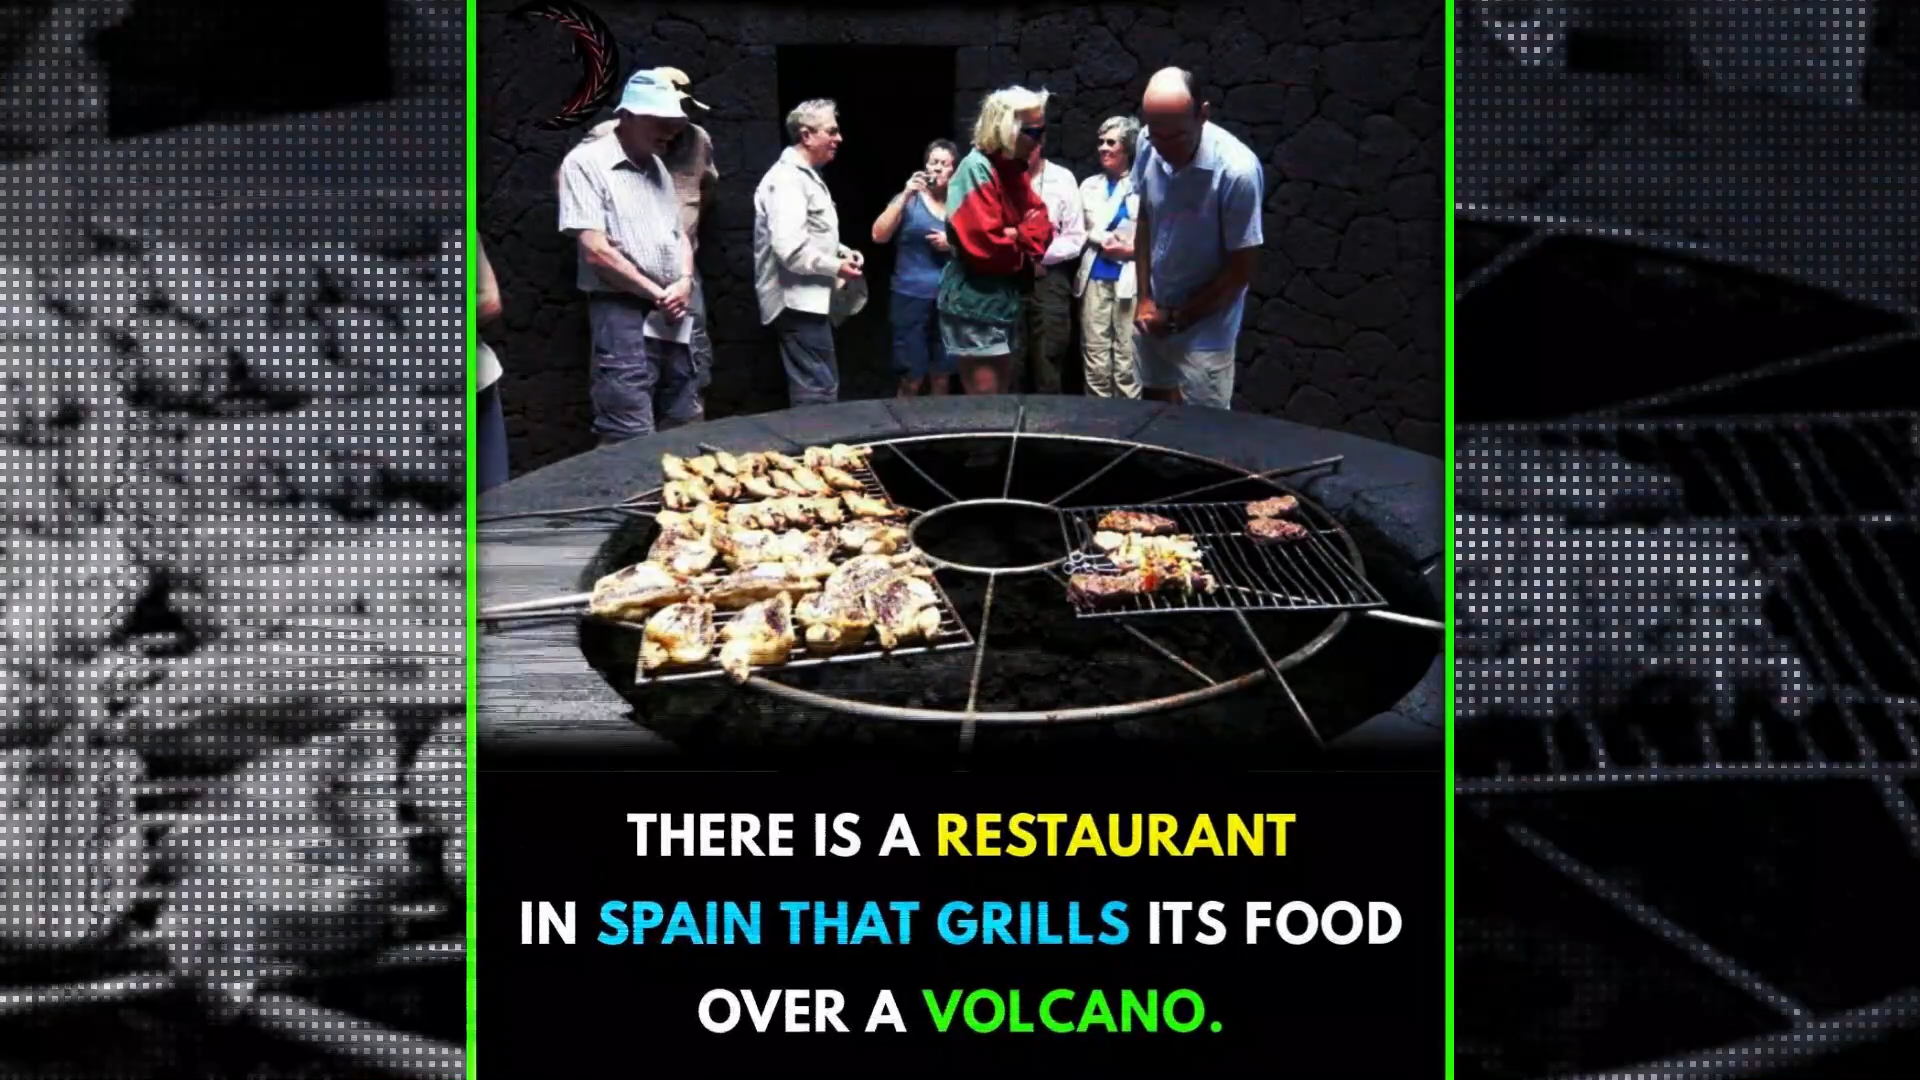 THERE IS A RESTAURANT
IN SPAIN THAT GRILLS ITS FOOD
OVER A VOLCANO.